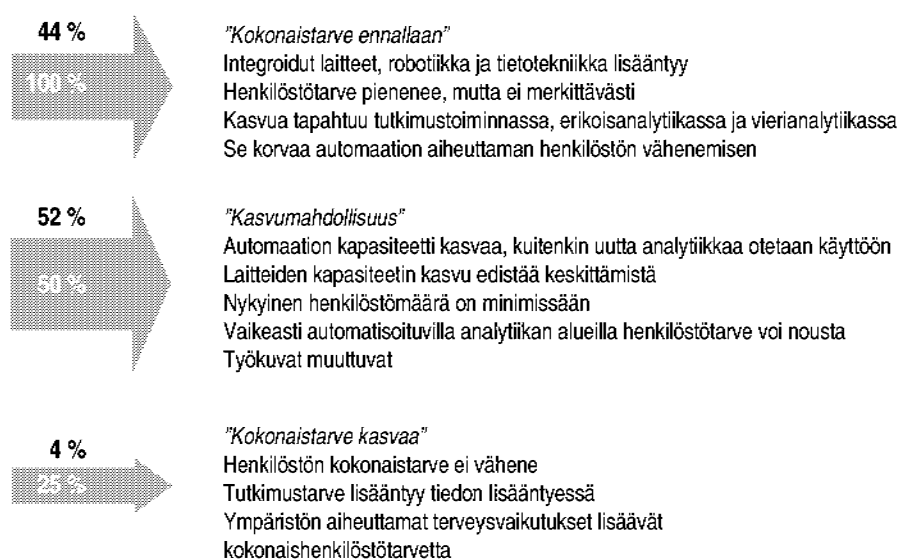 44 %
100 %
"Kokonaistarve ennallaan"
Integroidut laitteet, robotiikka ja tietotekniikka lisääntyy
Henkilöstötarve pienenee, mutta ei merkittävästi
Kasvua tapahtuu tutkimustoiminnassa, erikoisanalytiikassa ja vierianalytiikassa
Se korvaa automaation aiheuttaman henkilöstön vähenemisen
52 %
50 %
"Kasvumahdollisuus"
Automaation kapasiteetti kasvaa, kuitenkin uutta analytiikkaa otetaan käyttöön
Laitteiden kapasiteetin kasvu edistää keskittämistä
Nykyinen henkilöstömäärä on minimissään
Vaikeasti automatisoituvilla analytiikan alueilla henkilöstötarve voi nousta
Työkuvat muuttuvat
4 %
25 %
"Kokonaistarve kasvaa"
Henkilöstön kokonaistarve ei vähene
Tutkimustarve lisääntyy tiedon lisääntyessä
Ympäristön aiheuttamat terveysvaikutukset lisäävät
kokonaishenkilöstötarvetta